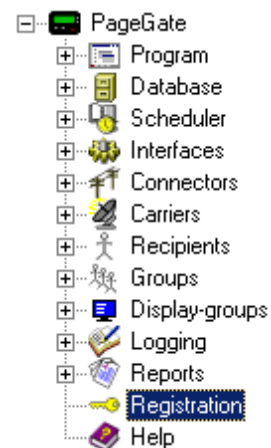 PageGate
Program
Database
Scheduler
Interfaces
Connectors
Carriers
Recipients
Groups
Display-groups
Logging
Reports
Registration
Help